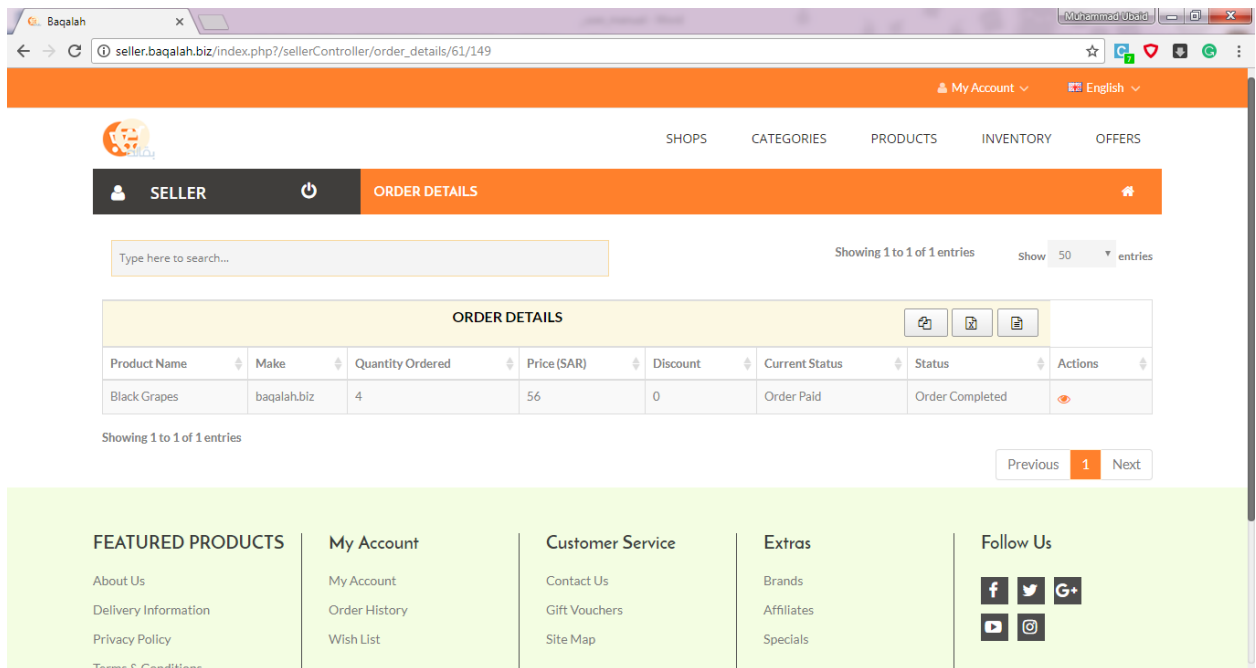 Baqalah
Muhammad Ubaid
seller.baqalah.biz/index.php?/sellerController/order_details/61/149
My Account
English
بقالة
SHOPS CATEGORIES PRODUCTS INVENTORY OFFERS
SELLER ORDER DETAILS
Type here to search...
Showing 1 to 1 of 1 entries
Show 50 entries
ORDER DETAILS
Product Name Make Quantity Ordered Price (SAR) Discount Current Status Status Actions
Black Grapes baqalah.biz 4 56 0 Order Paid Order Completed
Showing 1 to 1 of 1 entries
Previous 1 Next
FEATURED PRODUCTS My Account Customer Service Extras Follow Us
About Us My Account Contact Us Brands
Delivery Information Order History Gift Vouchers Affiliates
Privacy Policy Wish List Site Map Specials
Terms & Conditions